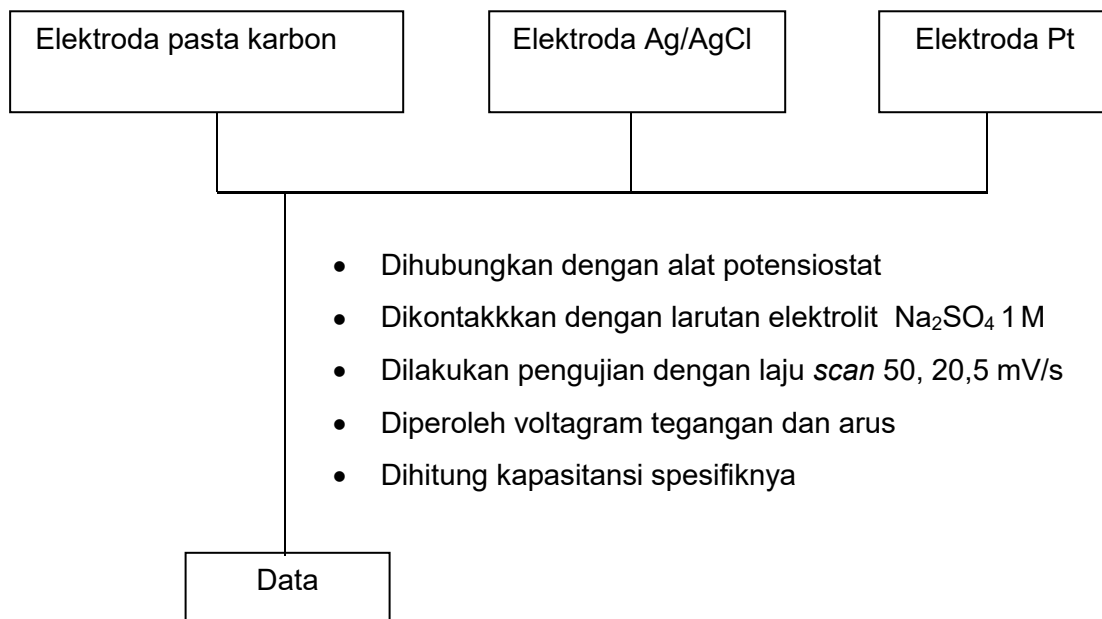 Elektroda pasta karbon
Elektroda Ag/AgCl
Elektroda Pt
• Dihubungkan dengan alat potensiostat
• Dikontakkkan dengan larutan elektrolit Na₂SO₄ 1 M
• Dilakukan pengujian dengan laju scan 50, 20,5 mV/s
• Diperoleh voltagram tegangan dan arus
• Dihitung kapasitansi spesifiknya
Data